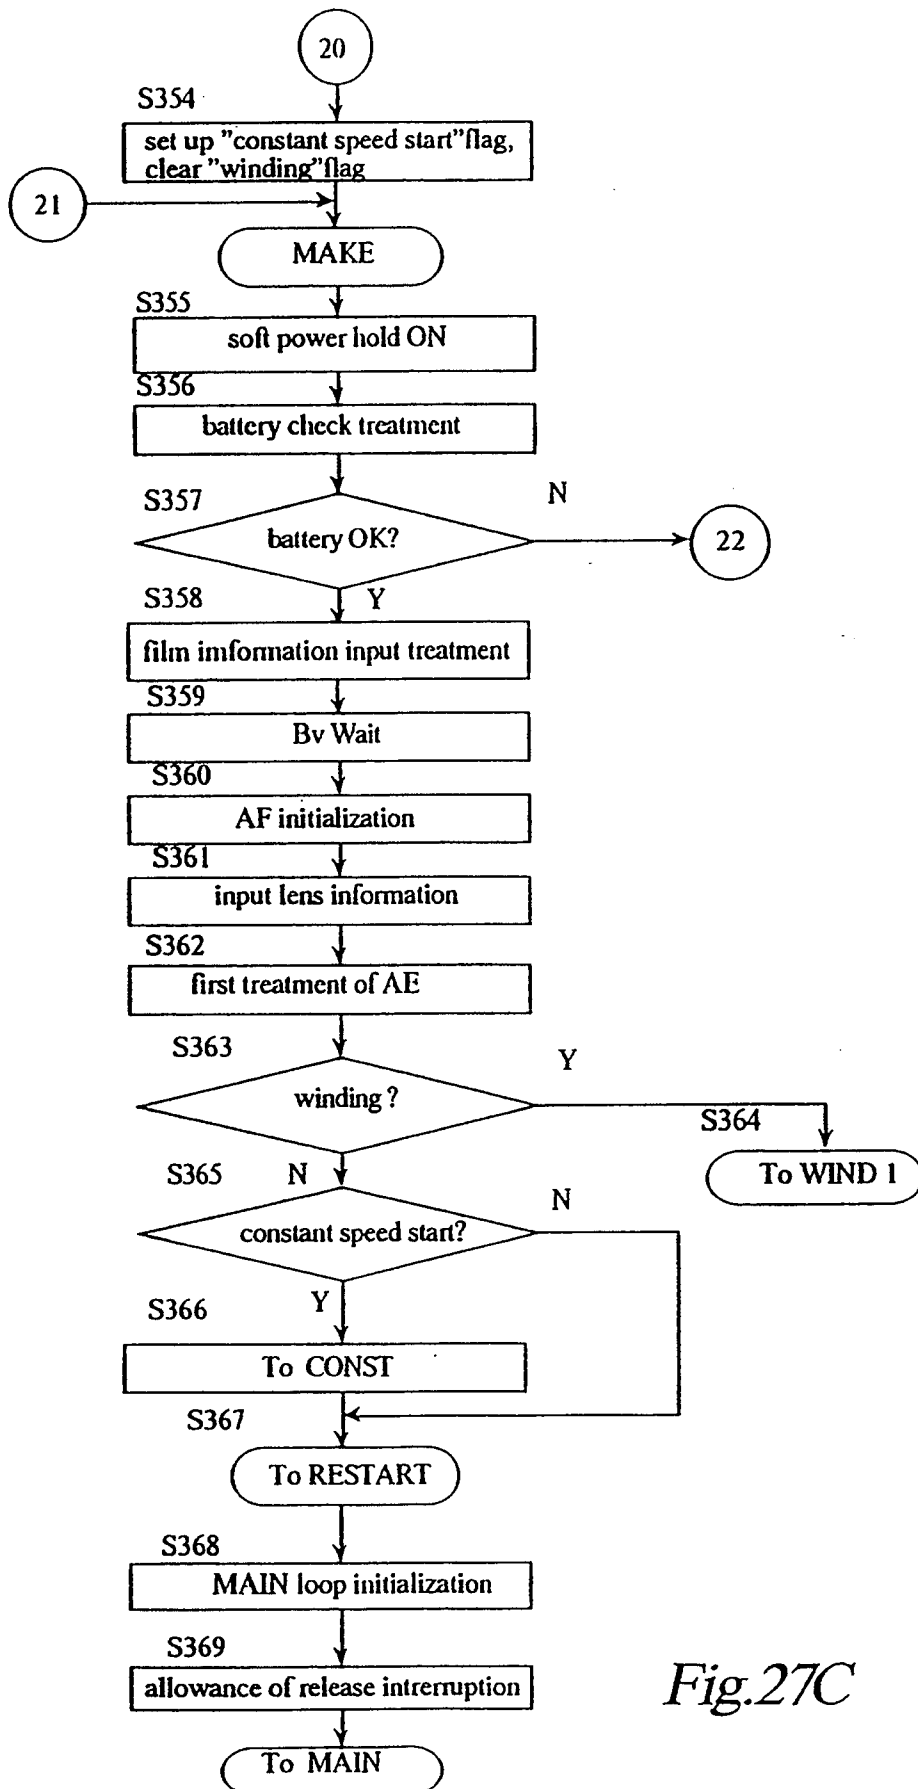 20
S354
set up "constant speed start"flag,
clear "winding"flag
21
MAKE
S355
soft power hold ON
S356
battery check treatment
S357
N
battery OK?
22
S358
Y
film imformation input treatment
S359
Bv Wait
S360
AF initialization
S361
input lens information
S362
first treatment of AE
S363
Y
winding ?
S364
To WIND 1
S365
N
N
constant speed start?
S366
Y
To CONST
S367
To RESTART
S368
MAIN loop initialization
S369
allowance of release intrerruption
To MAIN
Fig.27C